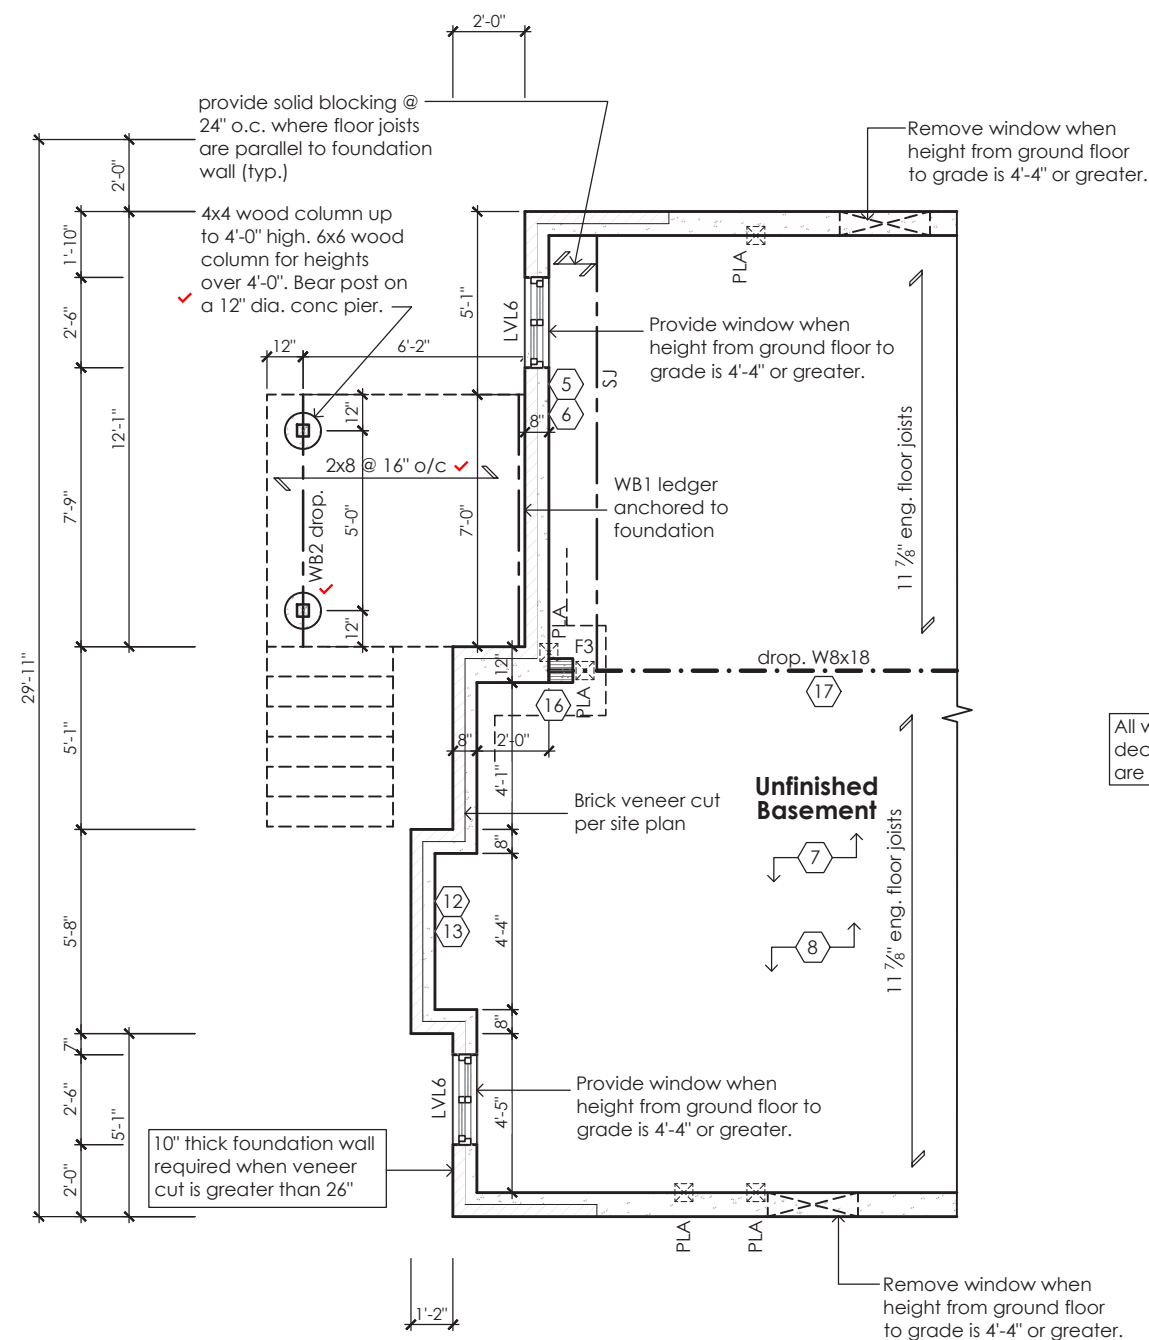 2'-0"
provide solid blocking @
24" o.c. where floor joists
are parallel to foundation
wall (typ.)
Remove window when
height from ground floor
to grade is 4'-4" or greater.
2'-0"
4x4 wood column up
to 4'-0" high. 6x6 wood
column for heights
over 4'-0". Bear post on
a 12" dia. conc pier.
1'-10"
PLA
2'-6"
5'-1"
LVL6
Provide window when
height from ground floor to
grade is 4'-4" or greater.
12"
6'-2"
SJ
5
6
12"
8"
12'-1"
2x8 @ 16" o/c
11 7/8" eng. floor joists
WB1 ledger
anchored to
foundation
7'-9"
WB2 drop.
5'-0"
7'-0"
12"
PLA
F3
29'-11"
12"
drop. W8x18
17
PLA
16
5'-1"
8"
2'-0"
4'-1"
All v
dec
are
Unfinished
Basement
Brick veneer cut
per site plan
8"
7
11 7/8" eng. floor joists
12
13
5'-8"
4'-4"
8
8"
7"
2'-6"
LVL6
Provide window when
height from ground floor to
grade is 4'-4" or greater.
5'-1"
4'-5"
10" thick foundation wall
required when veneer
cut is greater than 26"
2'-0"
PLA
PLA
Remove window when
height from ground floor
to grade is 4'-4" or greater.
1'-2"